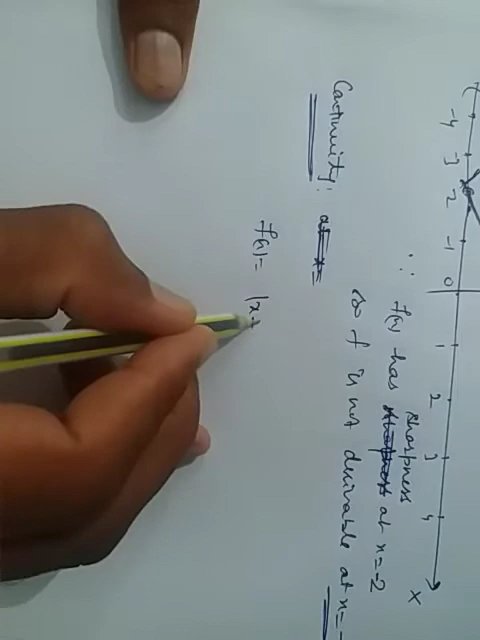 -4 -3 -2 -1 0 1 2 3 4 X
∴ f(x) has sharpness at x=-2
So f is not derivable at x=-
Continuity: at x=
f(x)= |x+